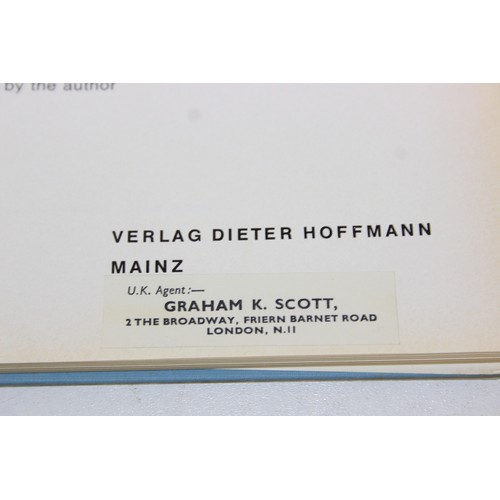 by the author
VERLAG DIETER HOFFMANN
MAINZ
U.K. Agent:—
GRAHAM K. SCOTT,
2 THE BROADWAY, FRIERN BARNET ROAD
LONDON, N.11